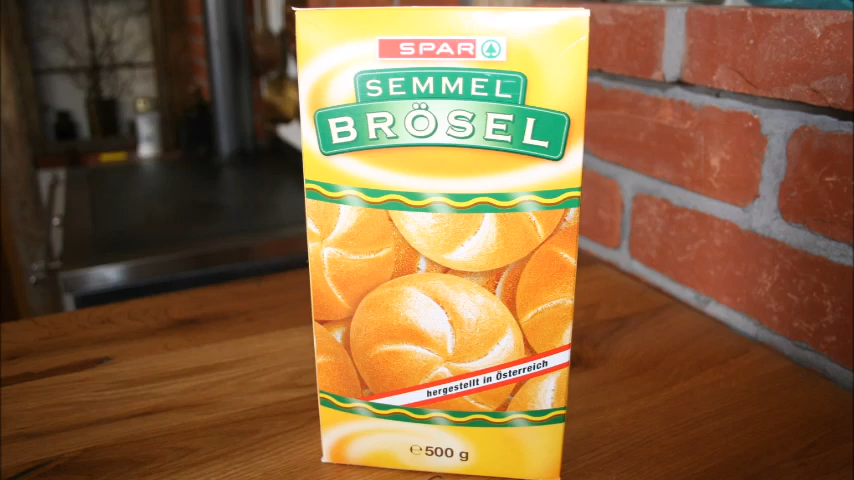 SPAR
SEMMEL
BRÖSEL
hergestellt in Österreich
℮500 g